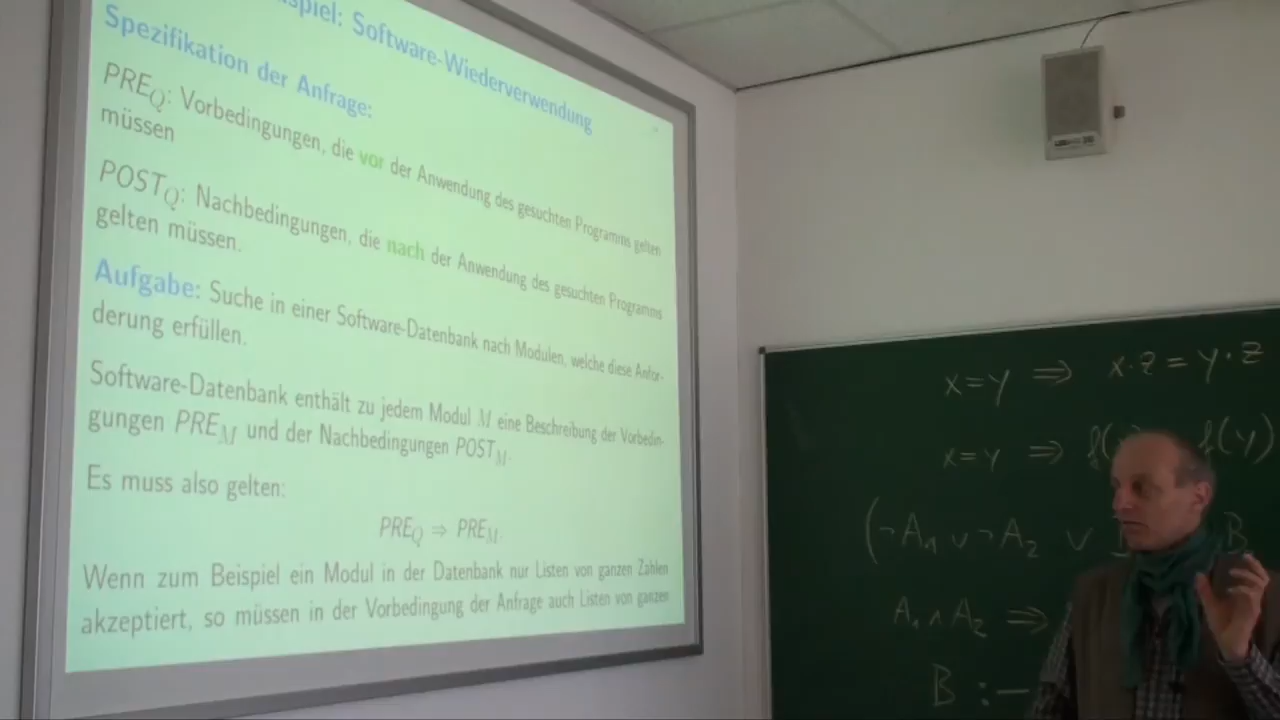 spiel: Software-Wiederverwendung
Spezifikation der Anfrage:
PRE_Q: Vorbedingungen, die vor der Anwendung des gesuchten Programms gelten
müssen
POST_Q: Nachbedingungen, die nach der Anwendung des gesuchten Programms
gelten müssen.
Aufgabe: Suche in einer Software-Datenbank nach Modulen, welche diese Anfor-
derung erfüllen.
Software-Datenbank enthält zu jedem Modul M eine Beschreibung der Vorbedin-
gungen PRE_M und der Nachbedingungen POST_M.
Es muss also gelten:
PRE_Q ⇒ PRE_M
Wenn zum Beispiel ein Modul in der Datenbank nur Listen von ganzen Zahlen
akzeptiert, so müssen in der Vorbedingung der Anfrage auch Listen von ganzen
x=y ⇒ x·z = y·z
x=y ⇒ f( f(y)
(¬A₁ ∨ ¬A₂ ∨ B
A₁ ∧ A₂ ⇒
B :—